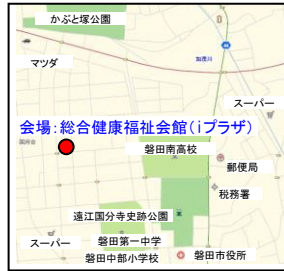 かぶと塚公園
マツダ
加茂川
スーパー
会場:総合健康福祉会館(iプラザ)
磐田南高校
郵便局
税務署
遠江国分寺史跡公園
スーパー
磐田第一中学
磐田中部小学校
磐田市役所